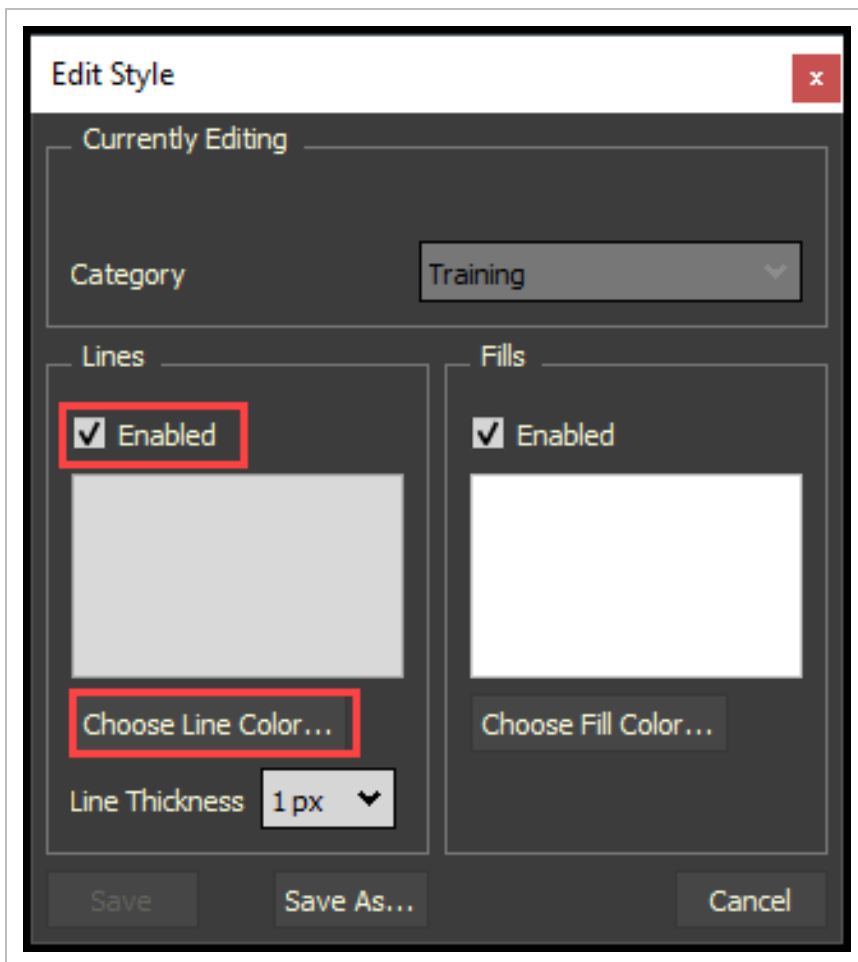 Edit Style
x
Currently Editing
Category Training
Lines
Enabled
Choose Line Color...
Line Thickness 1 px
Fills
Enabled
Choose Fill Color...
Save Save As... Cancel